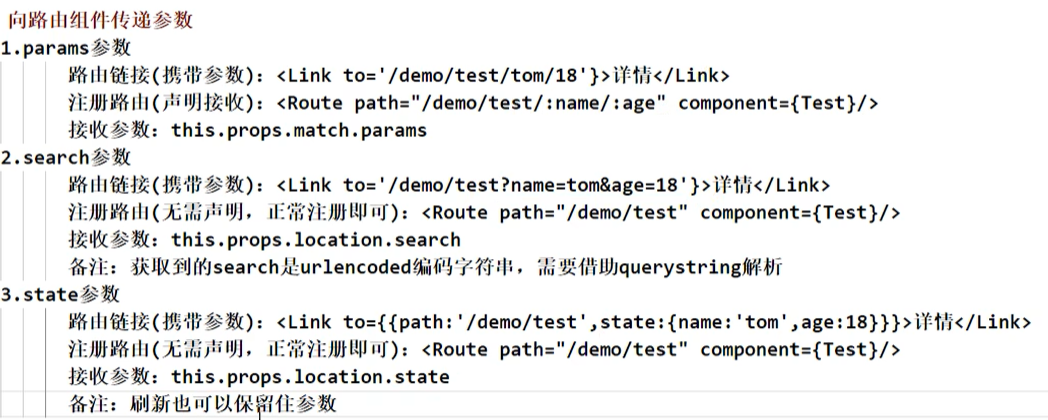 向路由组件传递参数
1.params参数
路由链接(携带参数)：<Link to='/demo/test/tom/18'}>详情</Link>
注册路由(声明接收)：<Route path="/demo/test/:name/:age" component={Test}/>
接收参数：this.props.match.params
2.search参数
路由链接(携带参数)：<Link to='/demo/test?name=tom&age=18'}>详情</Link>
注册路由(无需声明，正常注册即可)：<Route path="/demo/test" component={Test}/>
接收参数：this.props.location.search
备注：获取到的search是urlencoded编码字符串，需要借助querystring解析
3.state参数
路由链接(携带参数)：<Link to={{path:'/demo/test',state:{name:'tom',age:18}}}>详情</Link>
注册路由(无需声明，正常注册即可)：<Route path="/demo/test" component={Test}/>
接收参数：this.props.location.state
备注：刷新也可以保留住参数